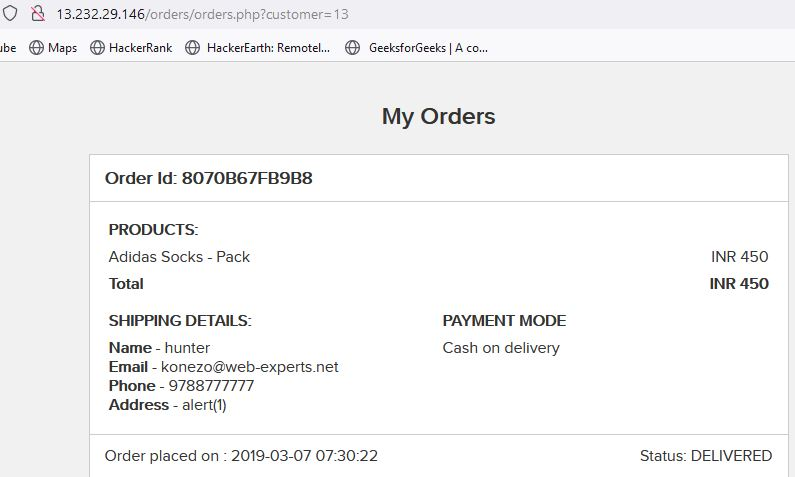 13.232.29.146/orders/orders.php?customer=13
ube Maps HackerRank HackerEarth: Remotel... GeeksforGeeks | A co...
My Orders
Order Id: 8070B67FB9B8
PRODUCTS:
Adidas Socks - Pack INR 450
Total INR 450
SHIPPING DETAILS: PAYMENT MODE
Name - hunter Cash on delivery
Email - konezo@web-experts.net
Phone - 9788777777
Address - alert(1)
Order placed on : 2019-03-07 07:30:22 Status: DELIVERED